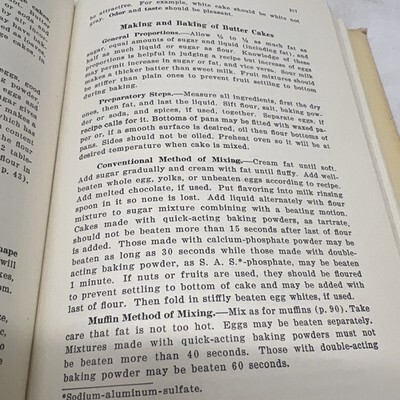 be attractive. For example, white cake should be white not
gray. Odor and taste should be pleasant.
Making and Baking of Butter Cakes
General Proportions.—Allow ¼ to ½ as much fat as
sugar, equal amounts of sugar and liquid (including fat), and
half as much liquid or sugar as flour. Knowledge of these
proportions is helpful in judging a recipe but increase of eggs
may permit increase of sugar or fat, and vice versa. Sour milk
makes a thicker batter than sweet milk. Fruit mixtures should
be stiffer than plain ones to prevent fruit settling to bottom
during baking.
Preparatory Steps.—Measure all ingredients, first the dry
ones, then fat, and last the liquid. Sift flour, salt, baking pow-
der or soda, and spices, if used, together. Separate eggs, if
recipe calls for it. Bottoms of pans may be fitted with waxed pa-
per or, if a smooth surface is desired, oil then flour bottoms of
pans. Sides should not be oiled. Preheat oven so it will be at
desired temperature when cake is mixed.
Conventional Method of Mixing.—Cream fat until soft.
Add sugar gradually and cream with fat until fluffy. Add well-
beaten whole egg, yolks, or unbeaten eggs according to recipe.
Add melted chocolate, if used. Put flavoring into milk rinsing
spoon in it so none is lost. Add liquid alternately with flour
mixture to sugar mixture combining with a beating motion.
Cakes made with quick-acting baking powders, as tartrate,
should not be beaten more than 15 seconds after last of flour
is added. Those made with calcium-phosphate powder may be
beaten as long as 30 seconds while those made with double-
acting baking powder, as S. A. S.*-phosphate, may be beaten
1 minute. If nuts or fruits are used, they should be floured
to prevent settling to bottom of cake and may be added with
last of flour. Then fold in stiffly beaten egg whites, if used.
Muffin Method of Mixing.—Mix as for muffins (p. 90). Take
care that fat is not too hot. Eggs may be beaten separately.
Mixtures made with quick-acting baking powders must not
be beaten more than 40 seconds. Those with double-acting
baking powder may be beaten 60 seconds.
*Sodium-aluminum-sulfate.